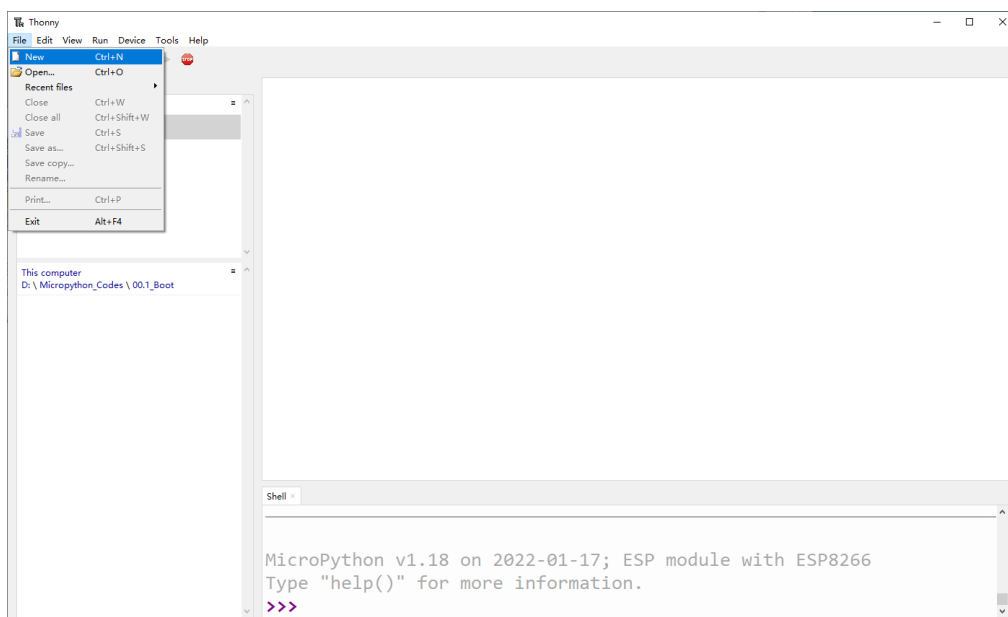 Thonny
File Edit View Run Device Tools Help
New Ctrl+N
Open... Ctrl+O
Recent files
Close Ctrl+W
Close all Ctrl+Shift+W
Save Ctrl+S
Save as... Ctrl+Shift+S
Save copy...
Rename...
Print... Ctrl+P
Exit Alt+F4
STOP
This computer
D: \ Micropython_Codes \ 00.1_Boot
Shell
MicroPython v1.18 on 2022-01-17; ESP module with ESP8266
Type "help()" for more information.
>>>